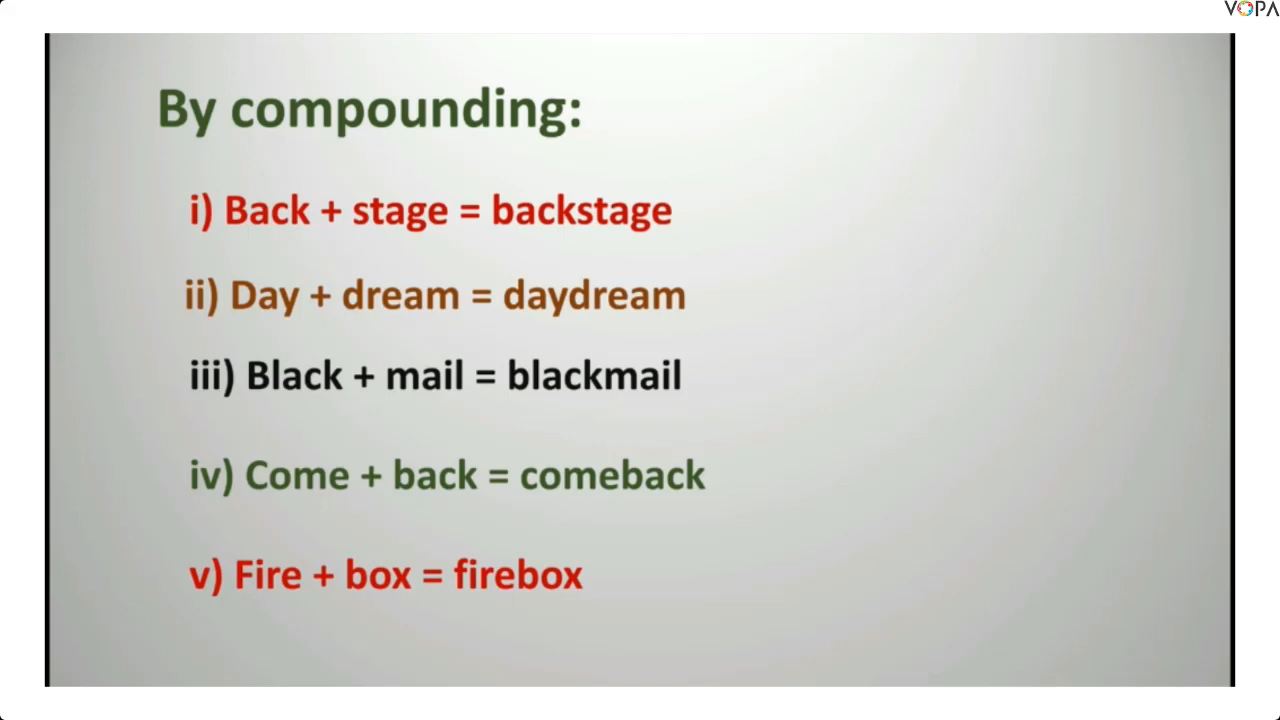 VOPA
By compounding:
i) Back + stage = backstage
ii) Day + dream = daydream
iii) Black + mail = blackmail
iv) Come + back = comeback
v) Fire + box = firebox